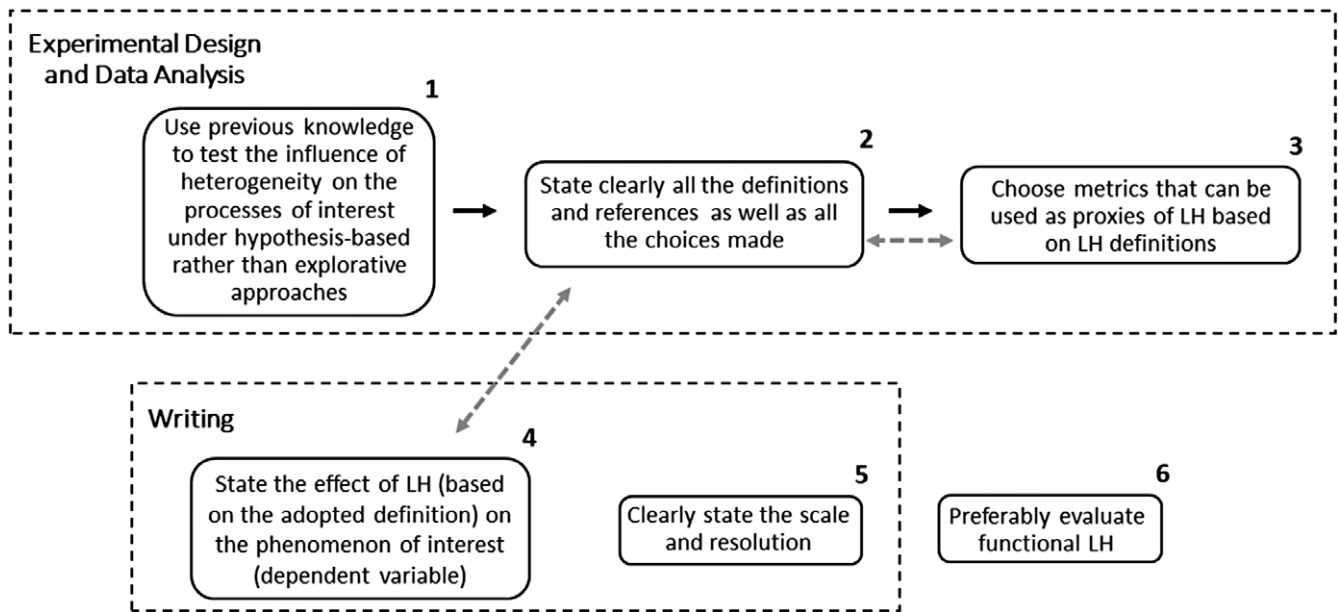 Experimental Design
and Data Analysis
1
Use previous knowledge
to test the influence of
heterogeneity on the
processes of interest
under hypothesis-based
rather than explorative
approaches
2
State clearly all the definitions
and references as well as all
the choices made
3
Choose metrics that can be
used as proxies of LH based
on LH definitions
Writing
4
State the effect of LH (based
on the adopted definition) on
the phenomenon of interest
(dependent variable)
5
Clearly state the scale
and resolution
6
Preferably evaluate
functional LH